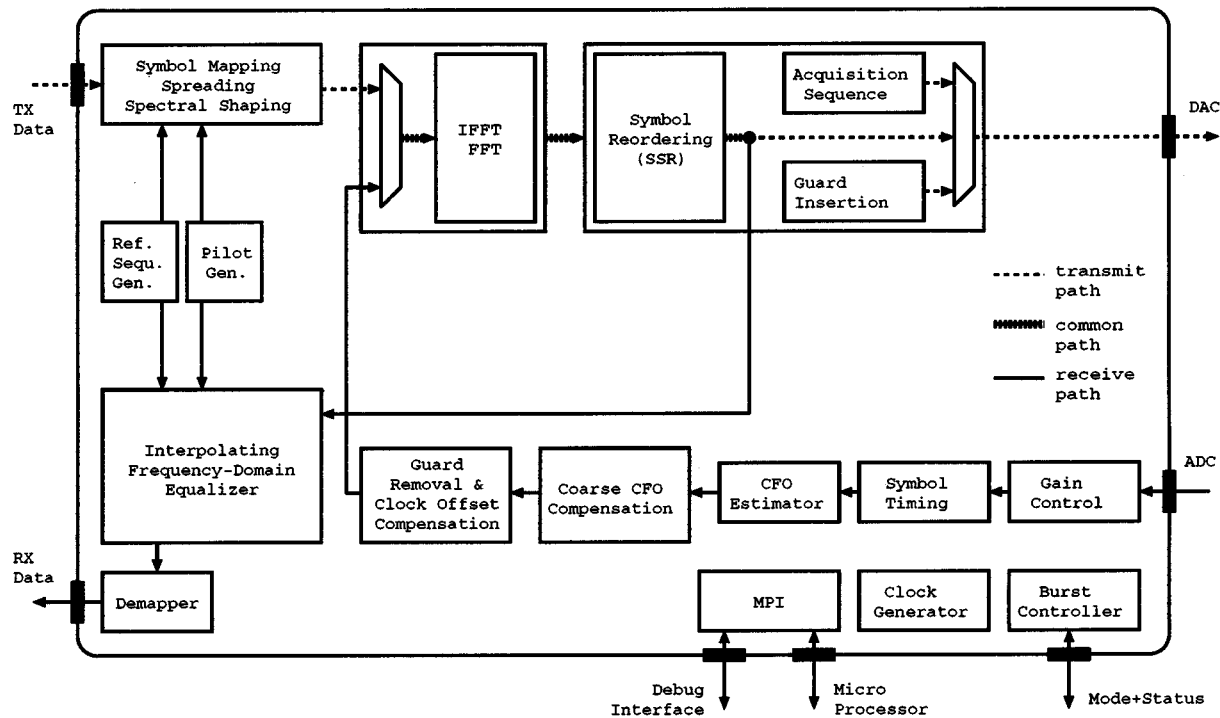 TX
Data
Symbol Mapping
Spreading
Spectral Shaping
IFFT
FFT
Symbol
Reordering
(SSR)
Acquisition
Sequence
Guard
Insertion
DAC
Ref.
Sequ.
Gen.
Pilot
Gen.
transmit
path
common
path
receive
path
Interpolating
Frequency-Domain
Equalizer
Guard
Removal &
Clock Offset
Compensation
Coarse CFO
Compensation
CFO
Estimator
Symbol
Timing
Gain
Control
ADC
RX
Data
Demapper
MPI
Clock
Generator
Burst
Controller
Debug
Interface
Micro
Processor
Mode+Status